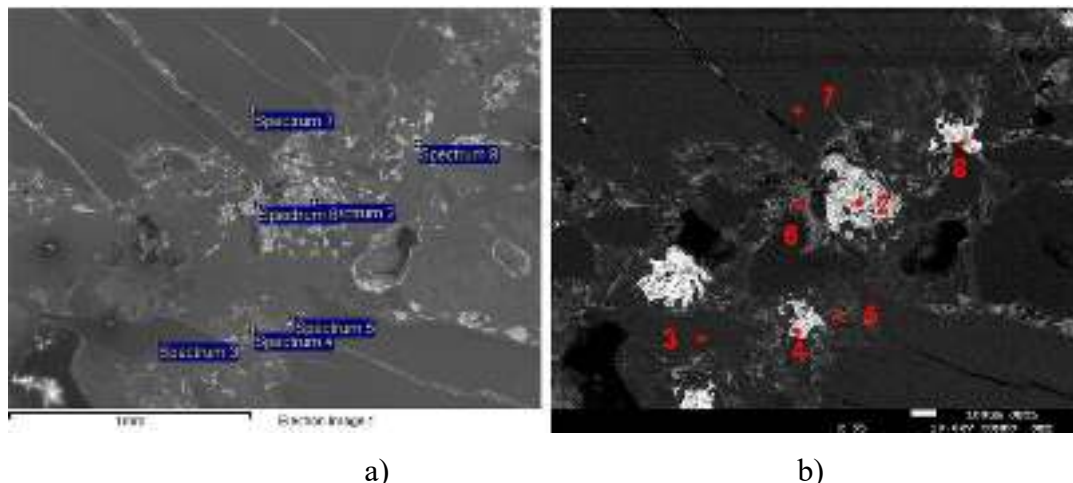 Spectrum 7
Spectrum 8
Spectrum 6
Spectrum 5
Spectrum 4
Spectrum 3
1mm
Electron Image 1
7
8
2
6
3
5
4
a)
b)